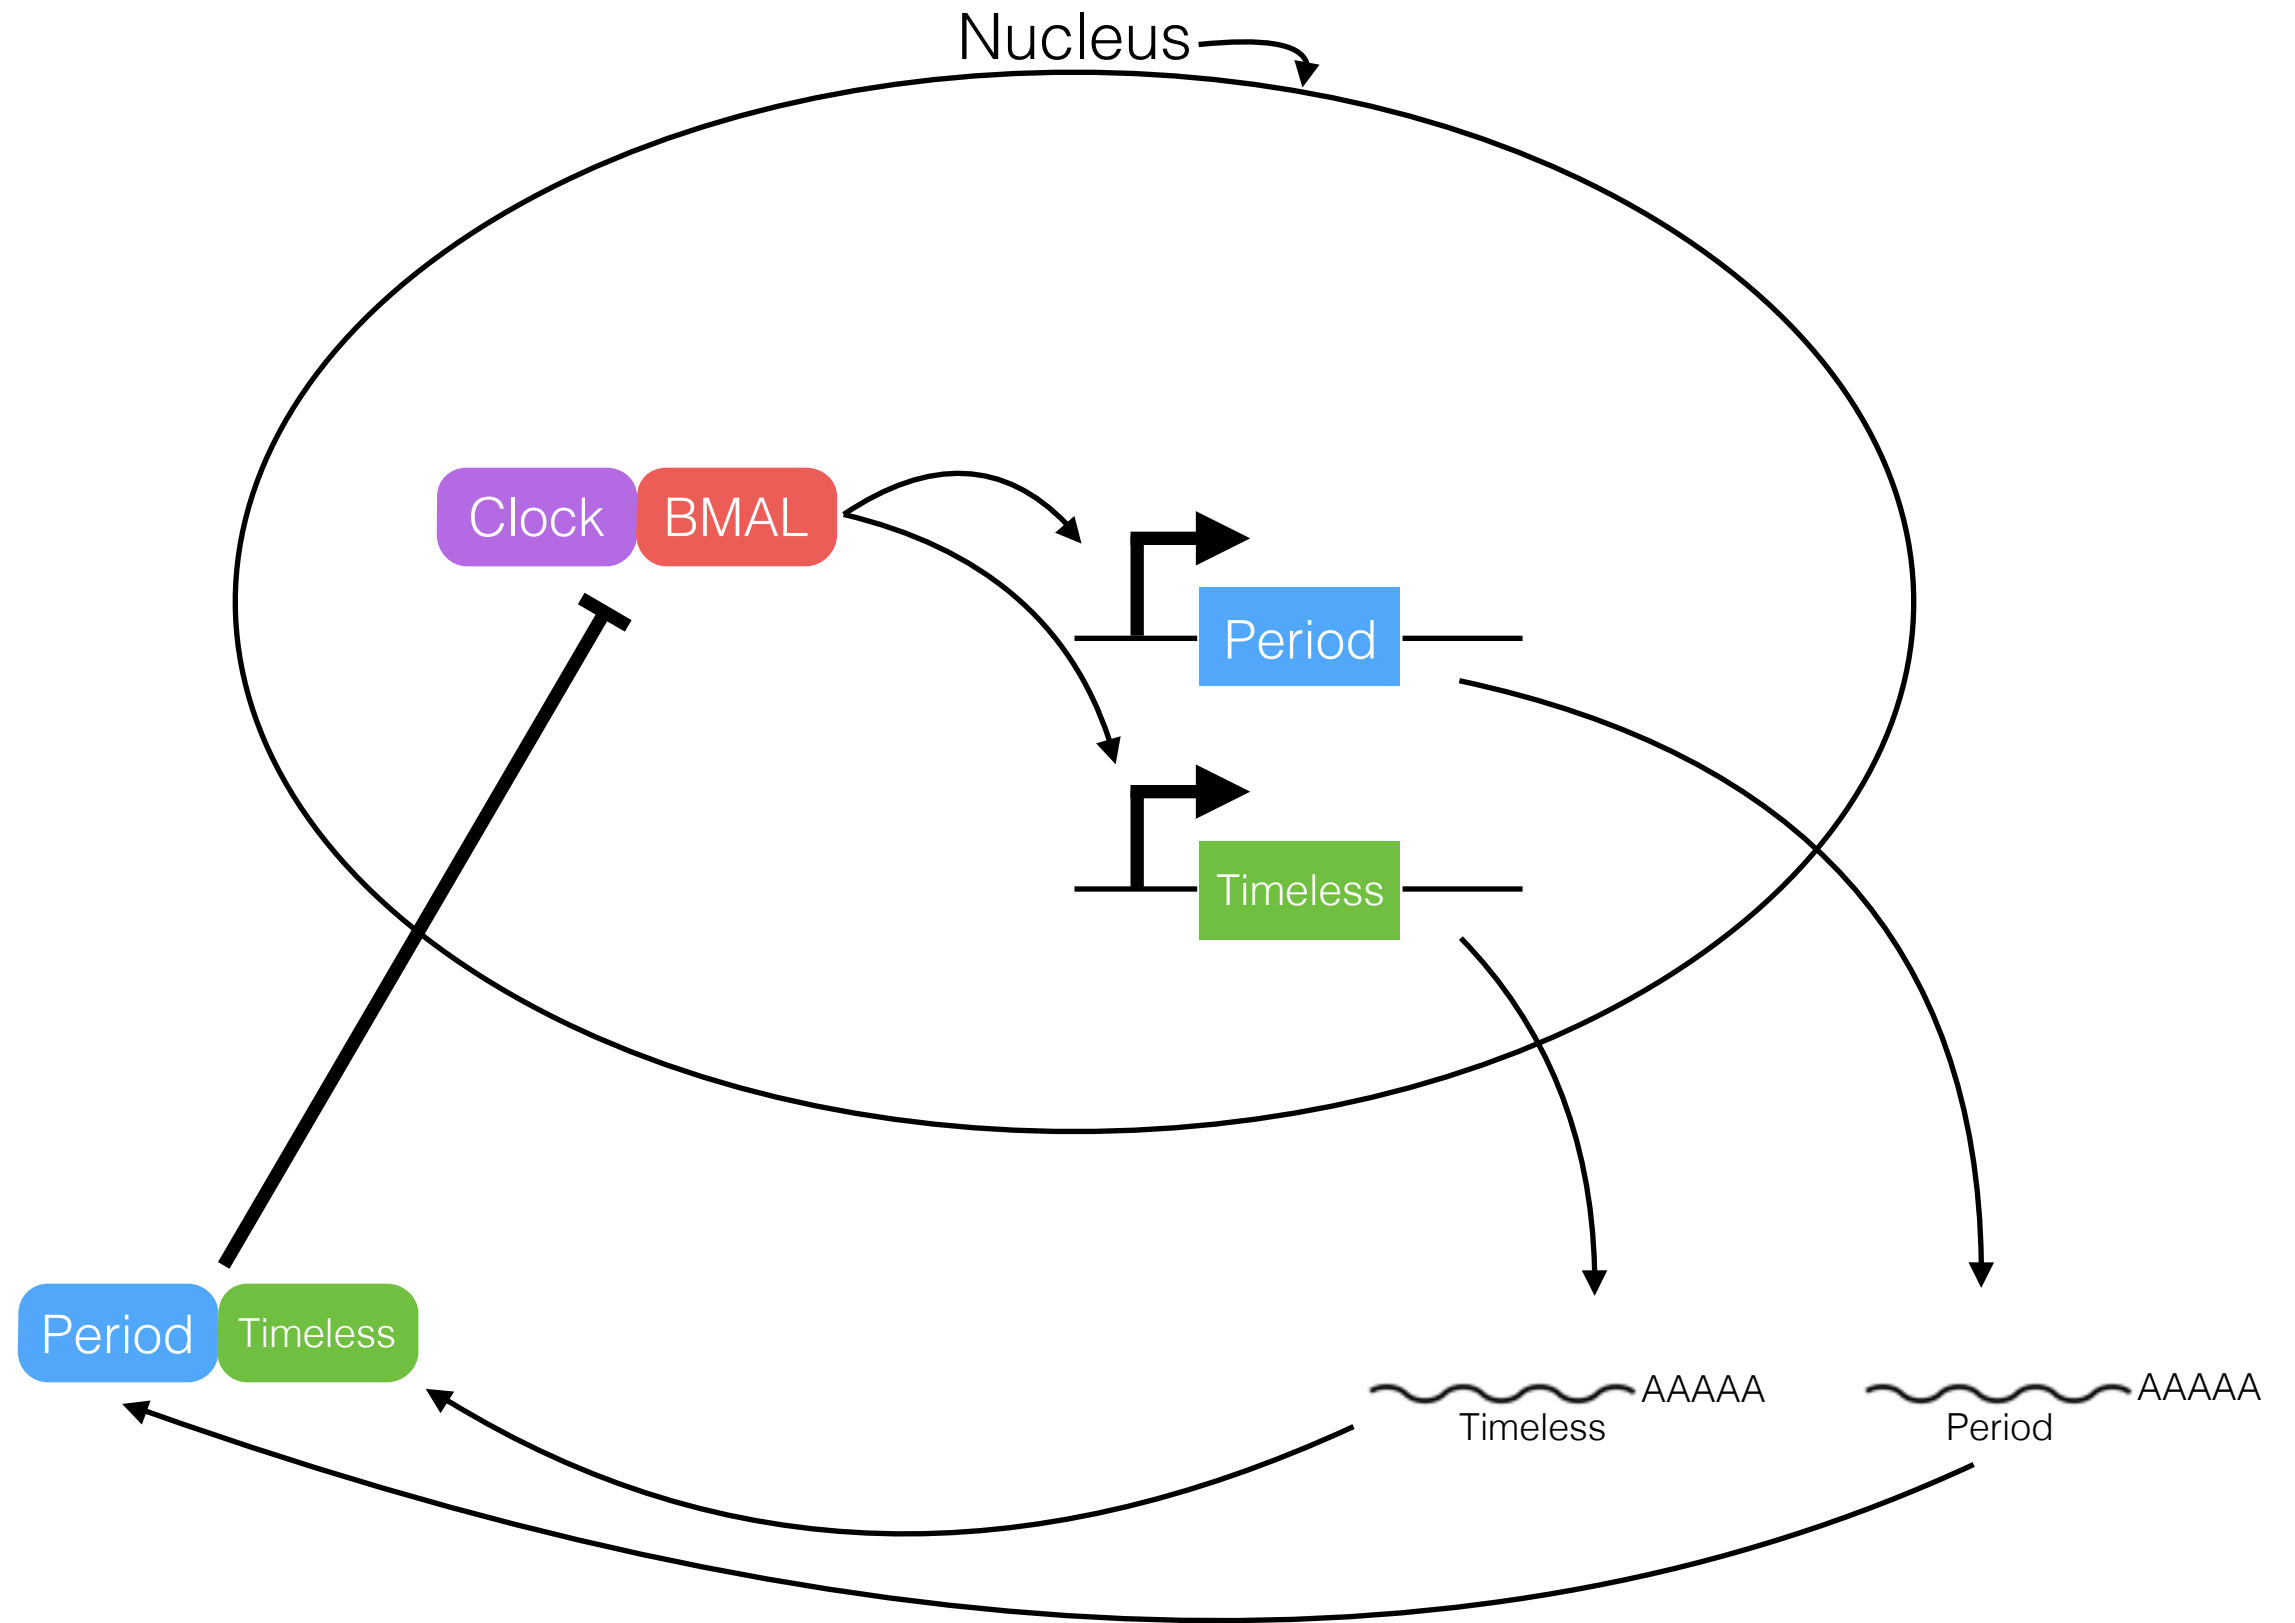 Nucleus
Clock BMAL
Period
Timeless
Period Timeless
AAAAA AAAAA
Timeless Period